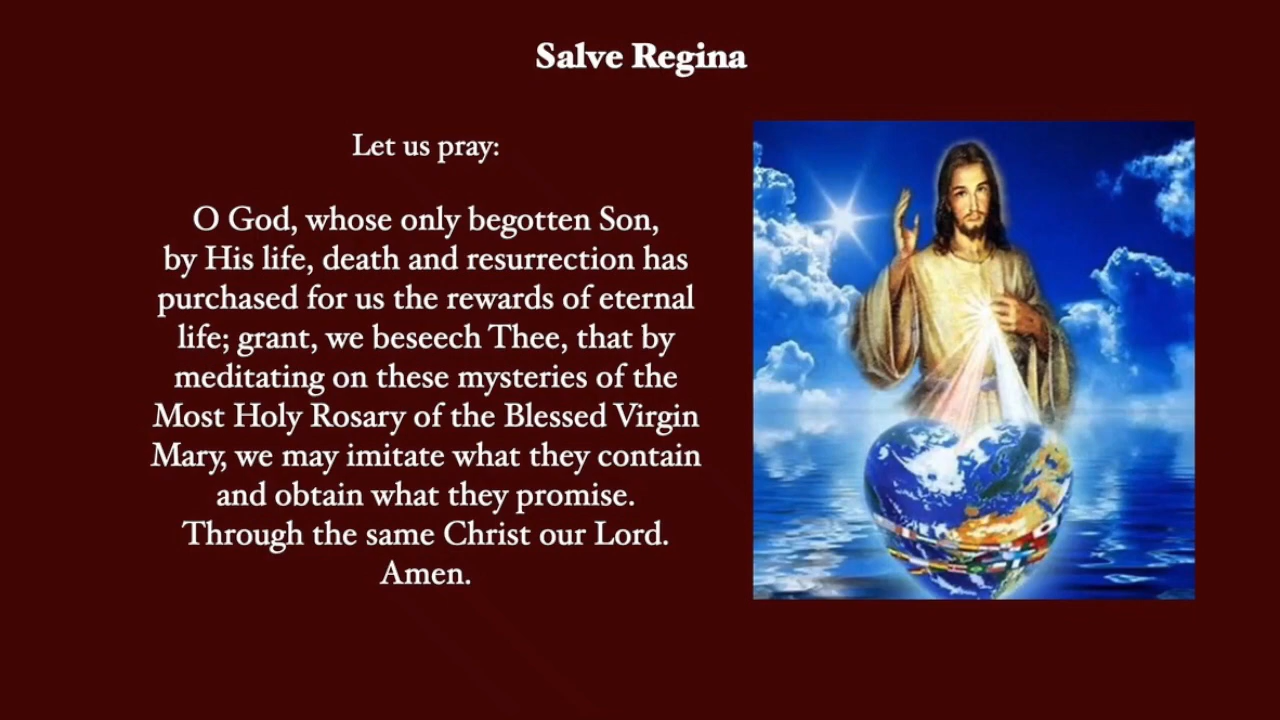 Salve Regina
Let us pray:
O God, whose only begotten Son,
by His life, death and resurrection has
purchased for us the rewards of eternal
life; grant, we beseech Thee, that by
meditating on these mysteries of the
Most Holy Rosary of the Blessed Virgin
Mary, we may imitate what they contain
and obtain what they promise.
Through the same Christ our Lord.
Amen.